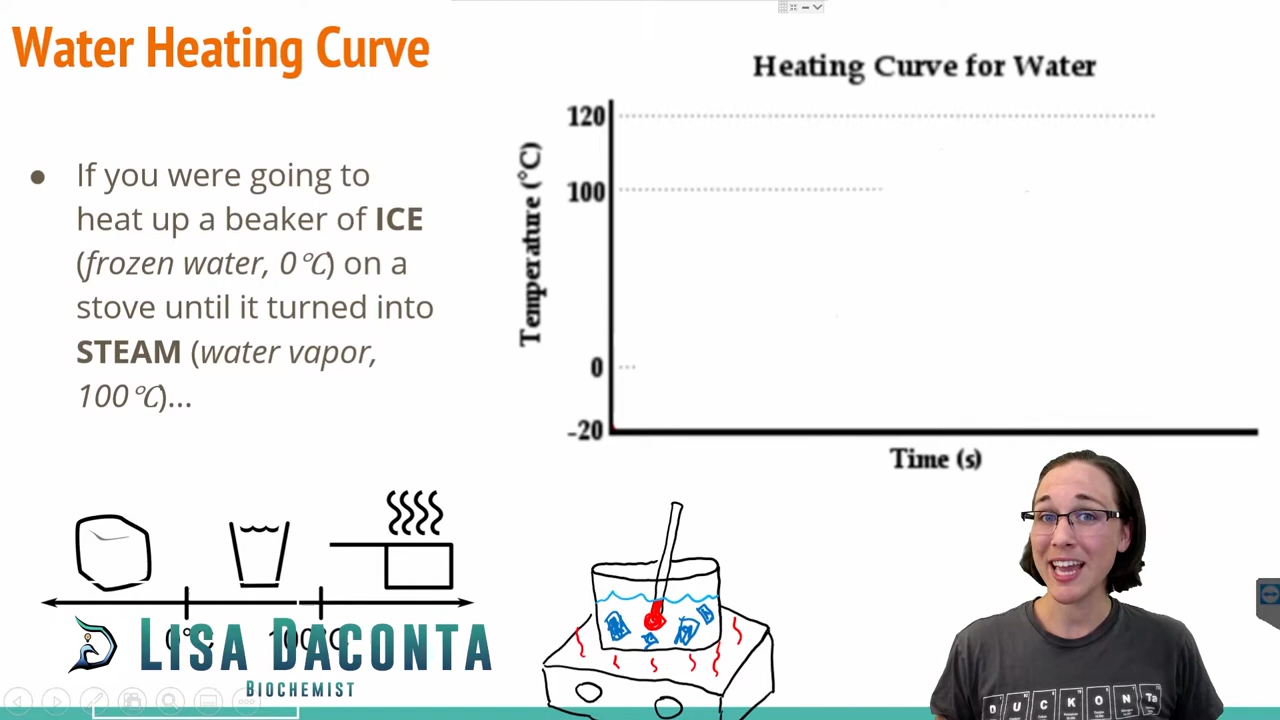 Water Heating Curve
● If you were going to
heat up a beaker of ICE
(frozen water, 0℃) on a
stove until it turned into
STEAM (water vapor,
100℃)...
Heating Curve for Water
Temperature (°C)
120
100
0
-20
Time (s)
LISA DACONTA
BIOCHEMIST
D U C K O N Ta